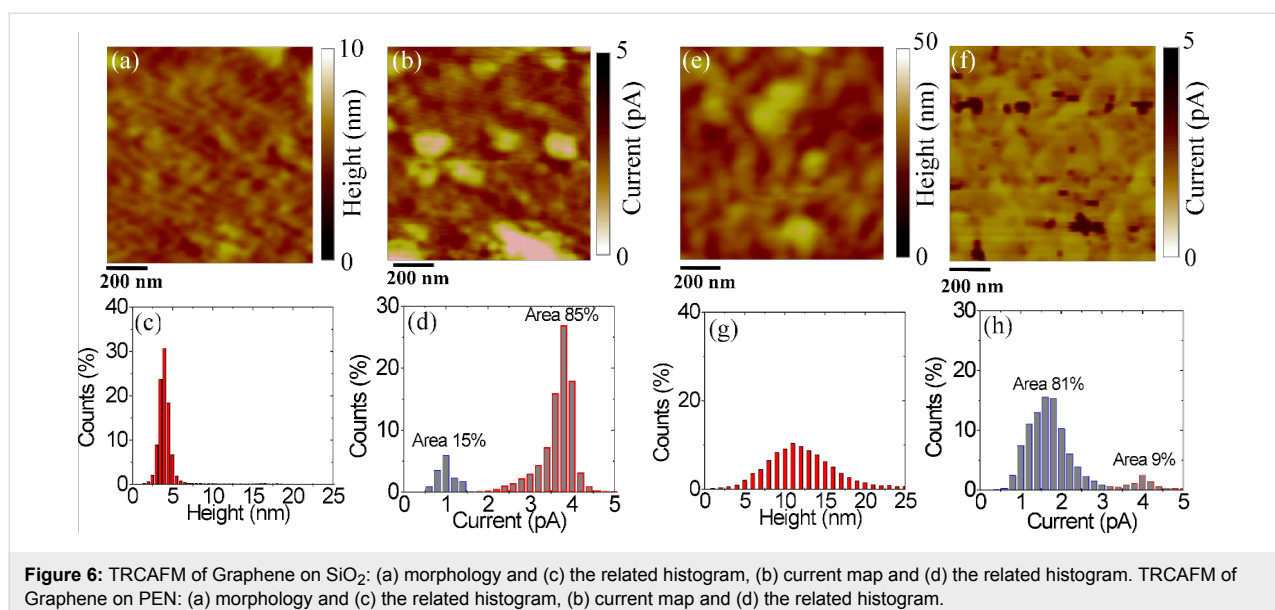 (a)
10
Height (nm)
0
200 nm
(b)
5
Current (pA)
0
200 nm
(e)
50
Height (nm)
0
200 nm
(f)
5
Current (pA)
0
200 nm
(c)
40
30
20
10
0
Counts (%)
0 5 10 15 20 25
Height (nm)
(d)
30
20
10
0
Counts (%)
Area 85%
Area 15%
0 1 2 3 4 5
Current (pA)
(g)
40
20
0
Counts (%)
0 5 10 15 20 25
Height (nm)
(h)
30
20
10
0
Counts (%)
Area 81%
Area 9%
1 2 3 4 5
Current (pA)
Figure 6: TRCAFM of Graphene on SiO2: (a) morphology and (c) the related histogram, (b) current map and (d) the related histogram. TRCAFM of
Graphene on PEN: (a) morphology and (c) the related histogram, (b) current map and (d) the related histogram.